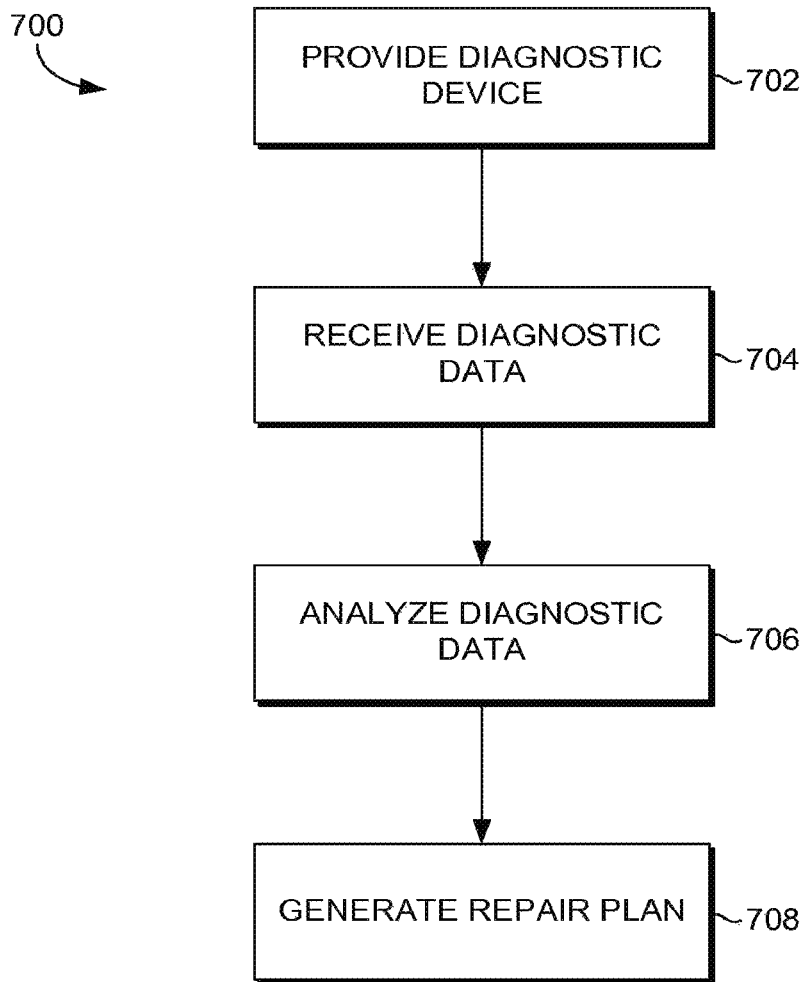 700
PROVIDE DIAGNOSTIC
DEVICE
702
RECEIVE DIAGNOSTIC
DATA
704
ANALYZE DIAGNOSTIC
DATA
706
GENERATE REPAIR PLAN
708